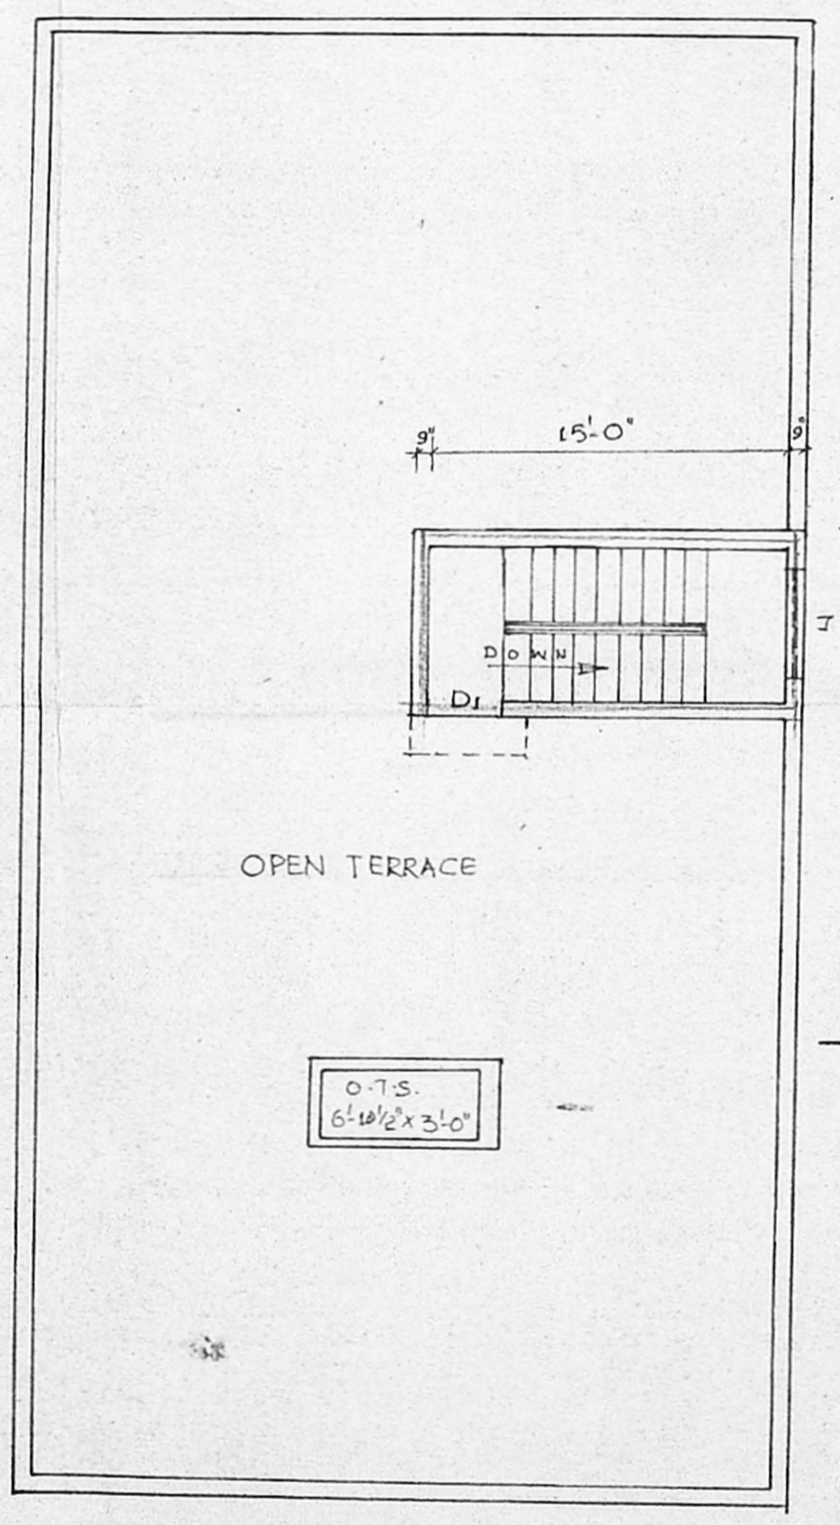 9" 15'-0" 9"
J
DOWN
D1
OPEN TERRACE
O.T.S.
6'-10½" x 3'-0"